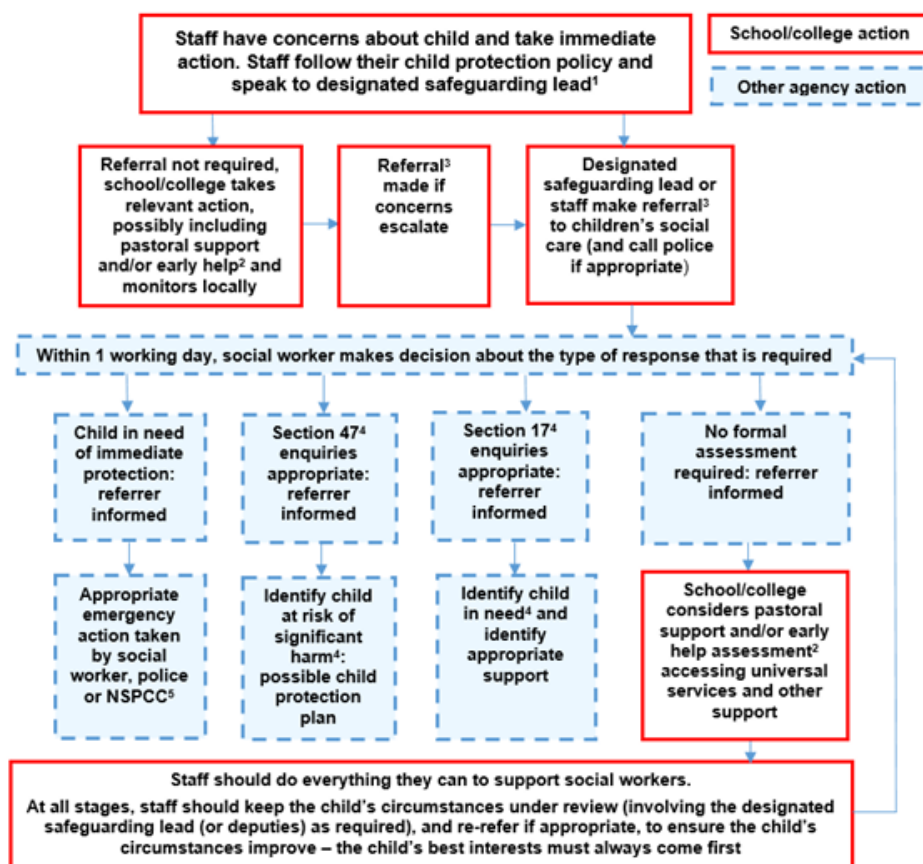 Staff have concerns about child and take immediate
action. Staff follow their child protection policy and
speak to designated safeguarding lead¹
School/college action
Other agency action
Referral not required,
school/college takes
relevant action,
possibly including
pastoral support
and/or early help² and
monitors locally
Referral³
made if
concerns
escalate
Designated
safeguarding lead or
staff make referral³
to children’s social
care (and call police
if appropriate)
Within 1 working day, social worker makes decision about the type of response that is required
Child in need
of immediate
protection:
referrer
informed
Section 47⁴
enquiries
appropriate:
referrer
informed
Section 17⁴
enquiries
appropriate:
referrer
informed
No formal
assessment
required: referrer
informed
Appropriate
emergency
action taken
by social
worker, police
or NSPCC⁵
Identify child
at risk of
significant
harm⁴:
possible child
protection
plan
Identify child
in need⁴ and
identify
appropriate
support
School/college
considers pastoral
support and/or early
help assessment²
accessing universal
services and other
support
Staff should do everything they can to support social workers.
At all stages, staff should keep the child’s circumstances under review (involving the designated
safeguarding lead (or deputies) as required), and re-refer if appropriate, to ensure the child’s
circumstances improve – the child’s best interests must always come first